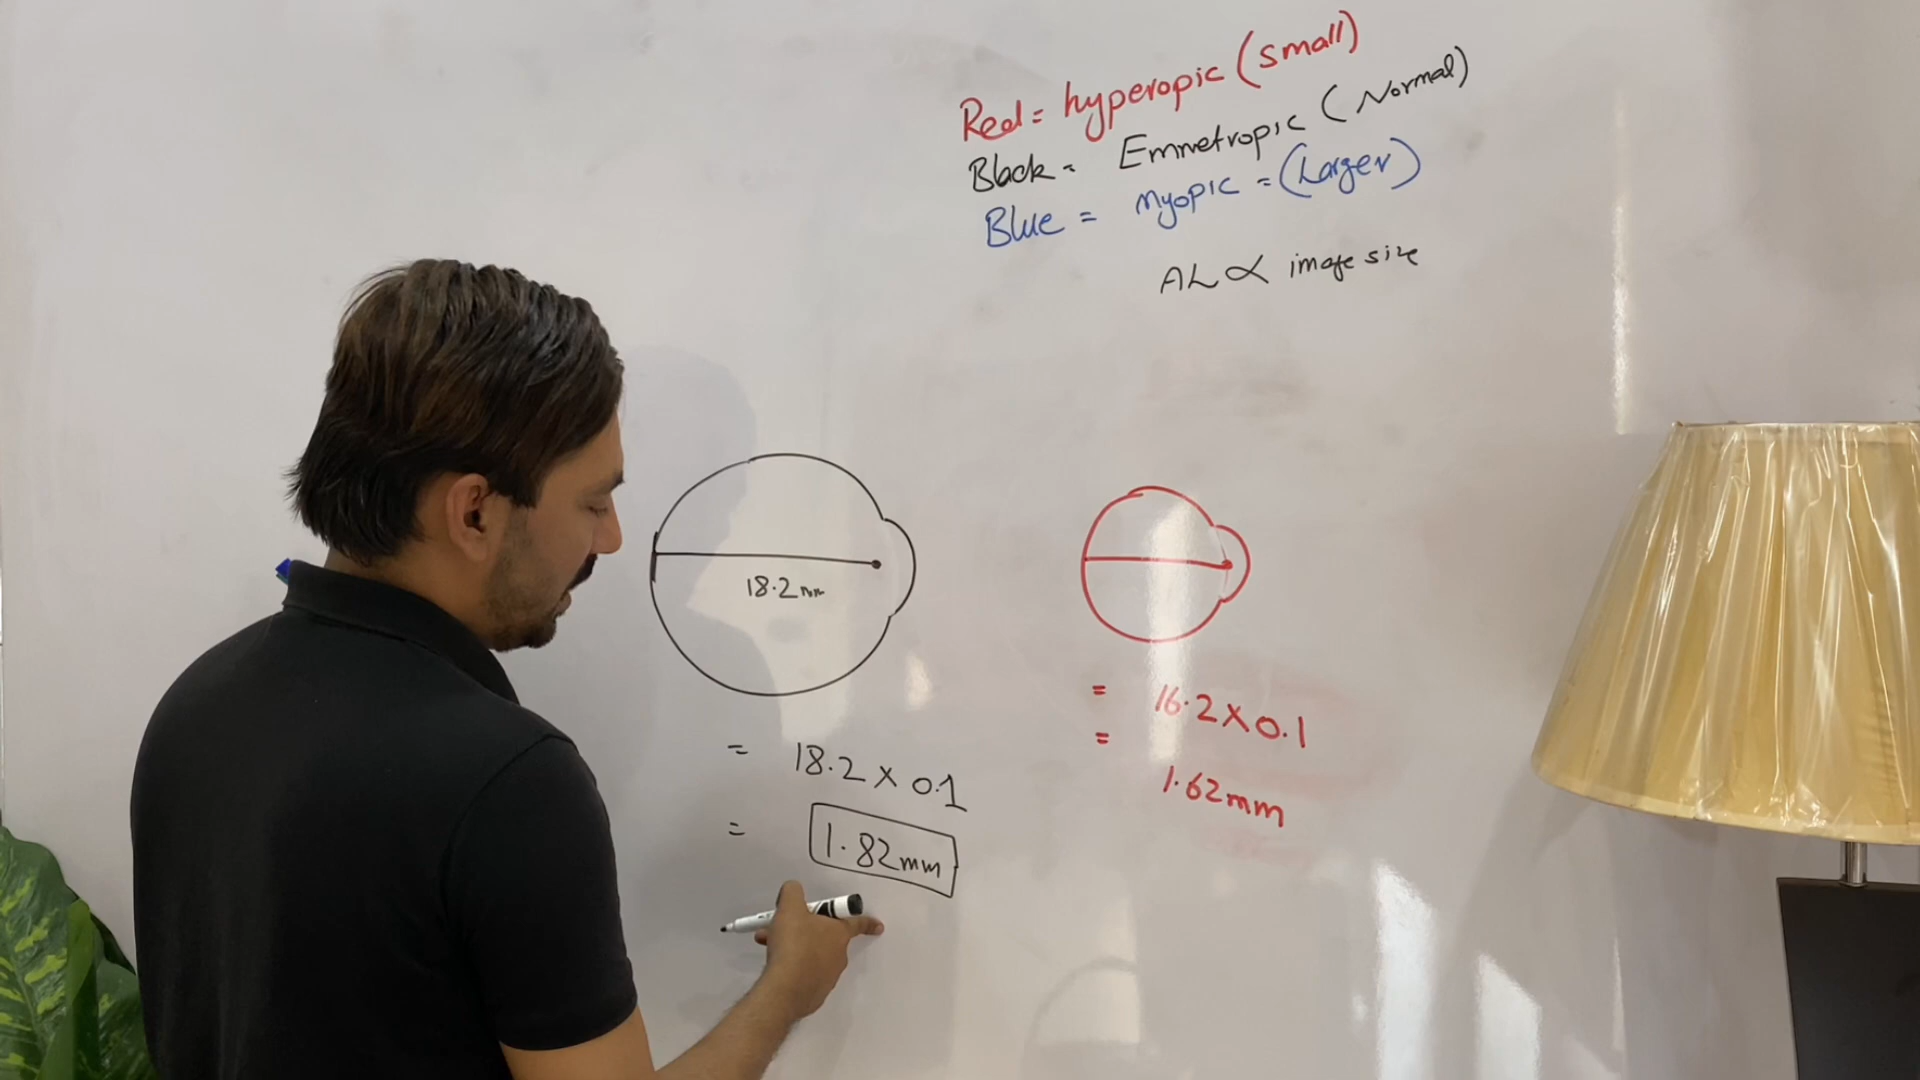 Red = hyperopic (small)
Black = Emmetropic (Normal)
Blue = myopic = (Larger)
AL ∝ image size
18.2mm
= 18.2 x 0.1
= 1.82mm
= 16.2 x 0.1
= 1.62mm